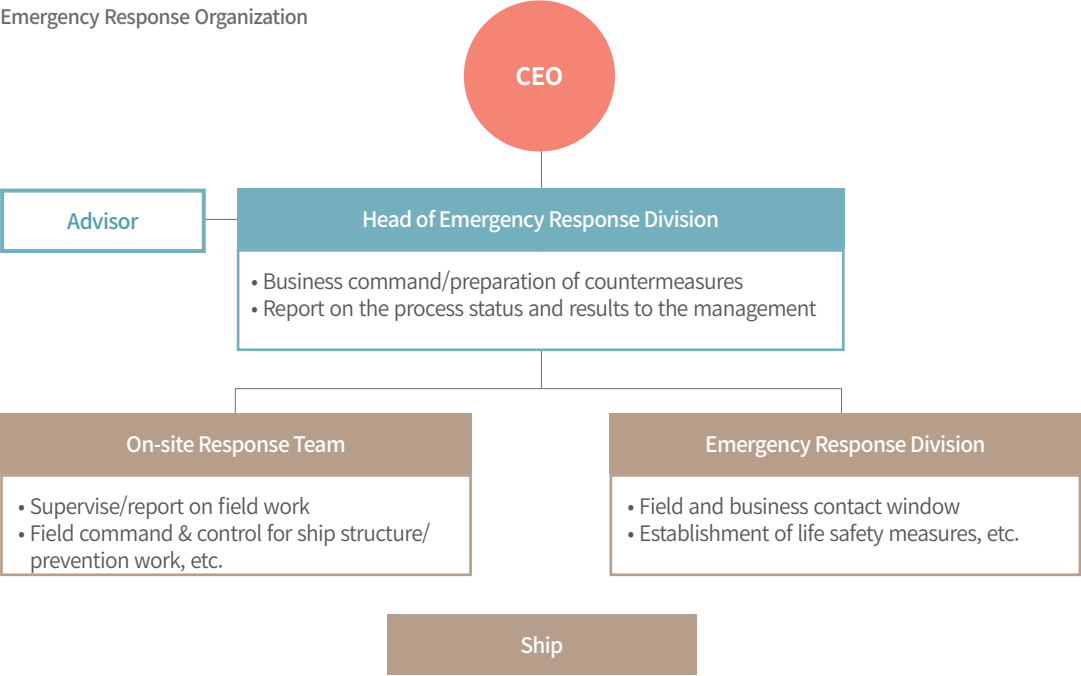 Emergency Response Organization
CEO
Advisor
Head of Emergency Response Division
• Business command/preparation of countermeasures
• Report on the process status and results to the management
On-site Response Team
• Supervise/report on field work
• Field command & control for ship structure/
prevention work, etc.
Emergency Response Division
• Field and business contact window
• Establishment of life safety measures, etc.
Ship